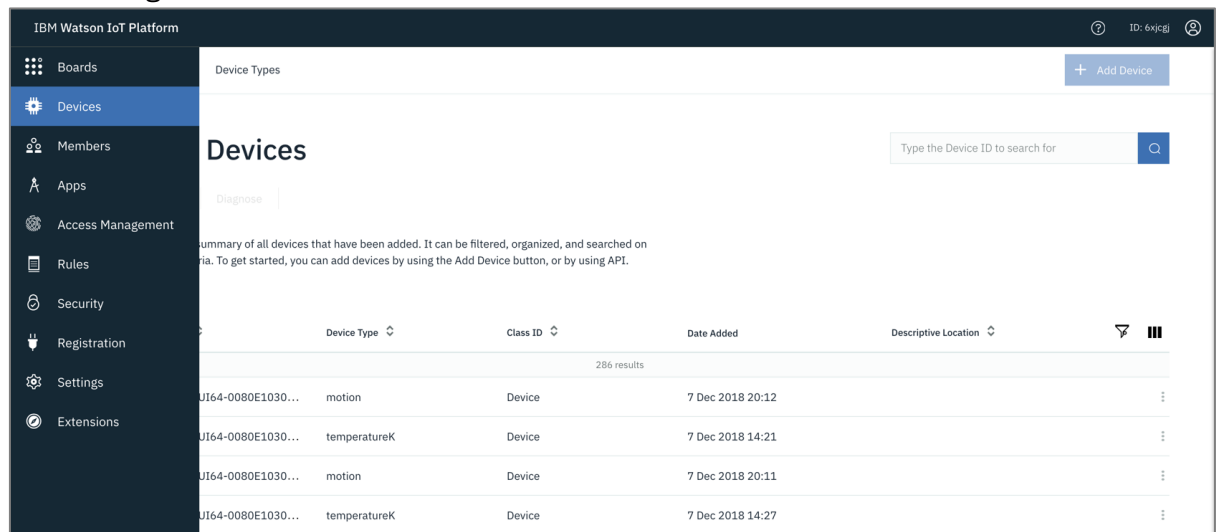 IBM Watson IoT Platform
ID: 6xjcgj
Boards
Devices
Members
Apps
Access Management
Rules
Security
Registration
Settings
Extensions
Device Types
+ Add Device
Devices
Type the Device ID to search for
Diagnose
summary of all devices that have been added. It can be filtered, organized, and searched on
ria. To get started, you can add devices by using the Add Device button, or by using API.
Device Type Class ID Date Added Descriptive Location
286 results
UI64-0080E1030... motion Device 7 Dec 2018 20:12
UI64-0080E1030... temperatureK Device 7 Dec 2018 14:21
UI64-0080E1030... motion Device 7 Dec 2018 20:11
UI64-0080E1030... temperatureK Device 7 Dec 2018 14:27